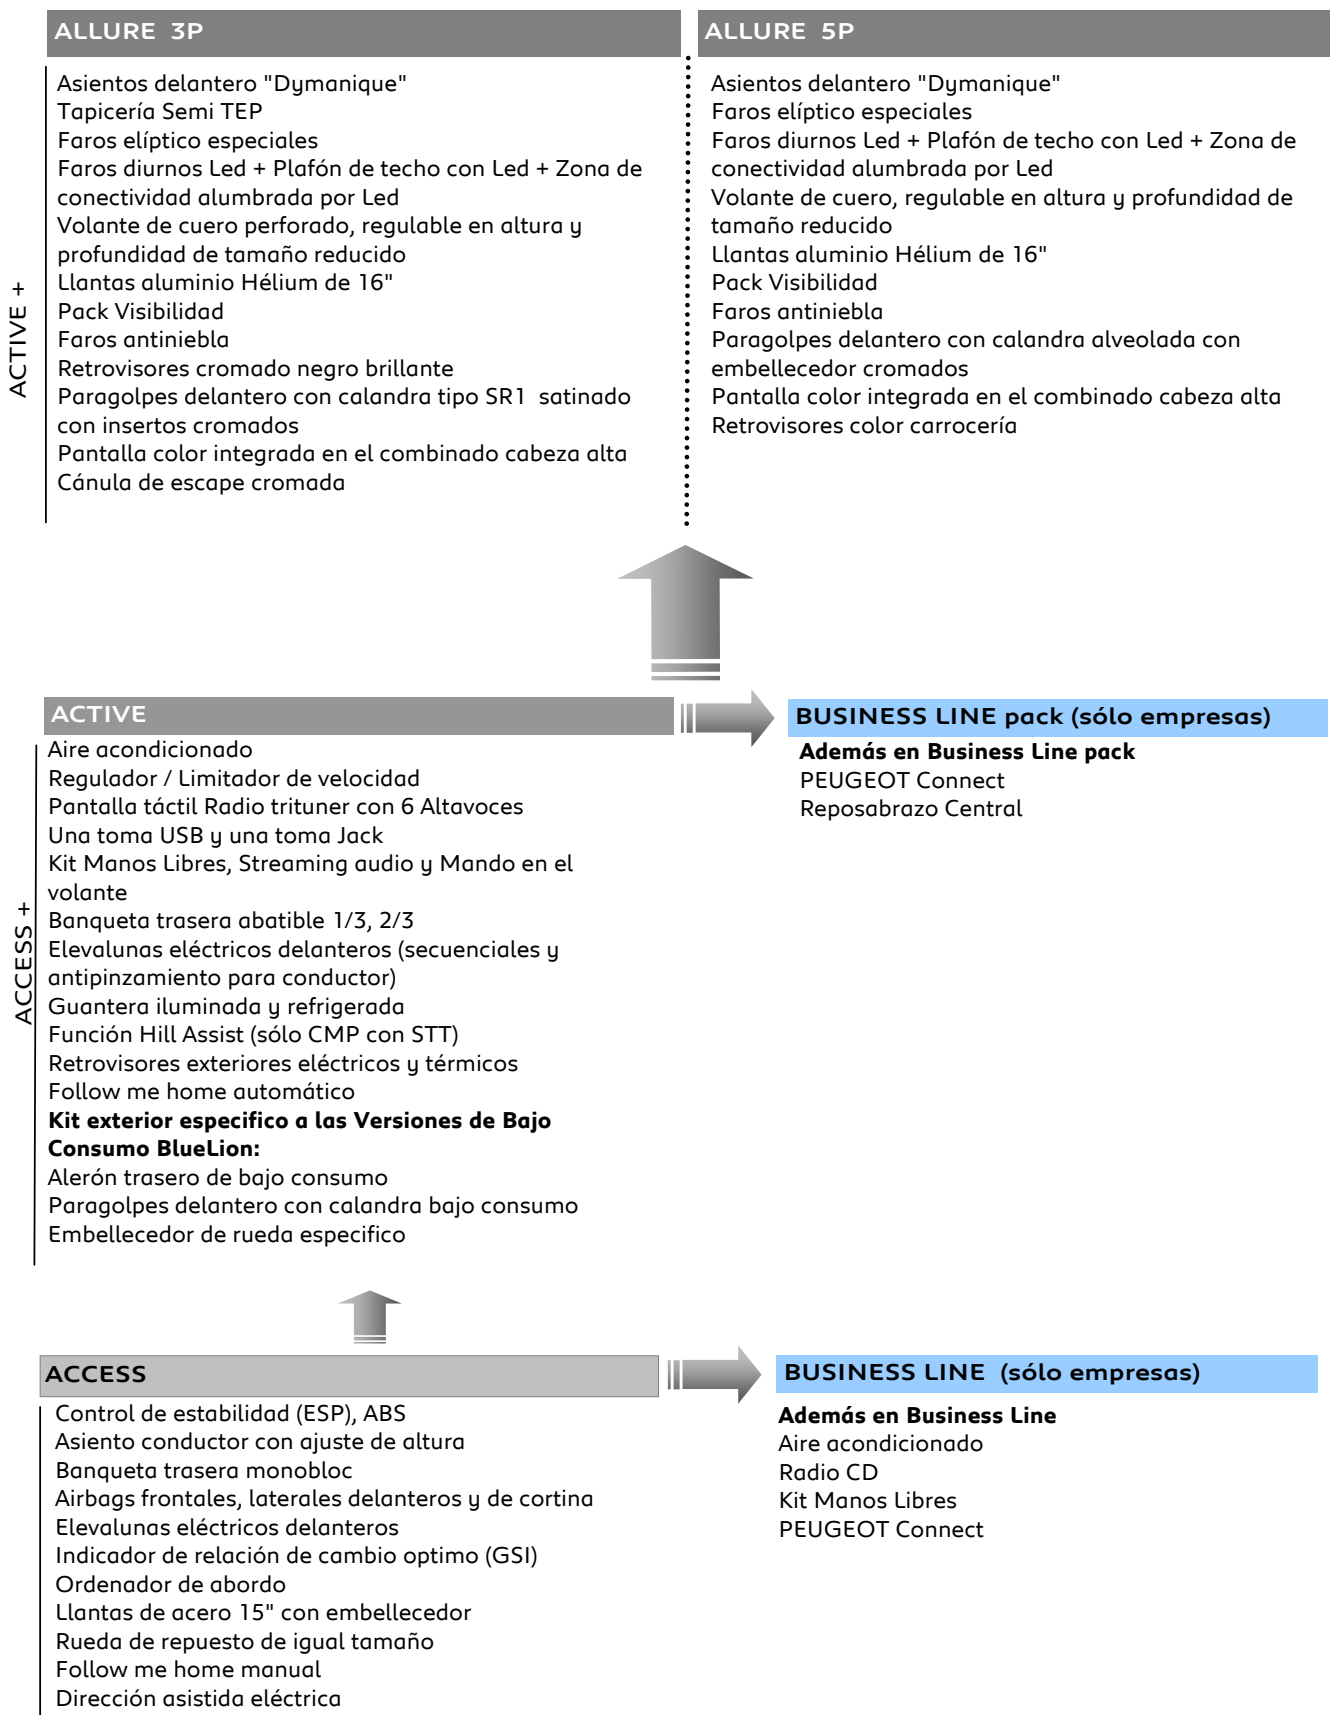 ALLURE 3P
Asientos delantero "Dymanique"
Tapicería Semi TEP
Faros elíptico especiales
Faros diurnos Led + Plafón de techo con Led + Zona de
conectividad alumbrada por Led
Volante de cuero perforado, regulable en altura y
profundidad de tamaño reducido
Llantas aluminio Hélium de 16"
Pack Visibilidad
Faros antiniebla
Retrovisores cromado negro brillante
Paragolpes delantero con calandra tipo SR1 satinado
con insertos cromados
Pantalla color integrada en el combinado cabeza alta
Cánula de escape cromada
ACTIVE +
ALLURE 5P
Asientos delantero "Dymanique"
Faros elíptico especiales
Faros diurnos Led + Plafón de techo con Led + Zona de
conectividad alumbrada por Led
Volante de cuero, regulable en altura y profundidad de
tamaño reducido
Llantas aluminio Hélium de 16"
Pack Visibilidad
Faros antiniebla
Paragolpes delantero con calandra alveolada con
embellecedor cromados
Pantalla color integrada en el combinado cabeza alta
Retrovisores color carrocería
ACTIVE
Aire acondicionado
Regulador / Limitador de velocidad
Pantalla táctil Radio trituner con 6 Altavoces
Una toma USB y una toma Jack
Kit Manos Libres, Streaming audio y Mando en el
volante
Banqueta trasera abatible 1/3, 2/3
Elevalunas eléctricos delanteros (secuenciales y
antipinzamiento para conductor)
Guantera iluminada y refrigerada
Función Hill Assist (sólo CMP con STT)
Retrovisores exteriores eléctricos y térmicos
Follow me home automático
Kit exterior especifico a las Versiones de Bajo
Consumo BlueLion:
Alerón trasero de bajo consumo
Paragolpes delantero con calandra bajo consumo
Embellecedor de rueda especifico
ACCESS +
BUSINESS LINE pack (sólo empresas)
Además en Business Line pack
PEUGEOT Connect
Reposabrazo Central
ACCESS
Control de estabilidad (ESP), ABS
Asiento conductor con ajuste de altura
Banqueta trasera monobloc
Airbags frontales, laterales delanteros y de cortina
Elevalunas eléctricos delanteros
Indicador de relación de cambio optimo (GSI)
Ordenador de abordo
Llantas de acero 15" con embellecedor
Rueda de repuesto de igual tamaño
Follow me home manual
Dirección asistida eléctrica
BUSINESS LINE (sólo empresas)
Además en Business Line
Aire acondicionado
Radio CD
Kit Manos Libres
PEUGEOT Connect